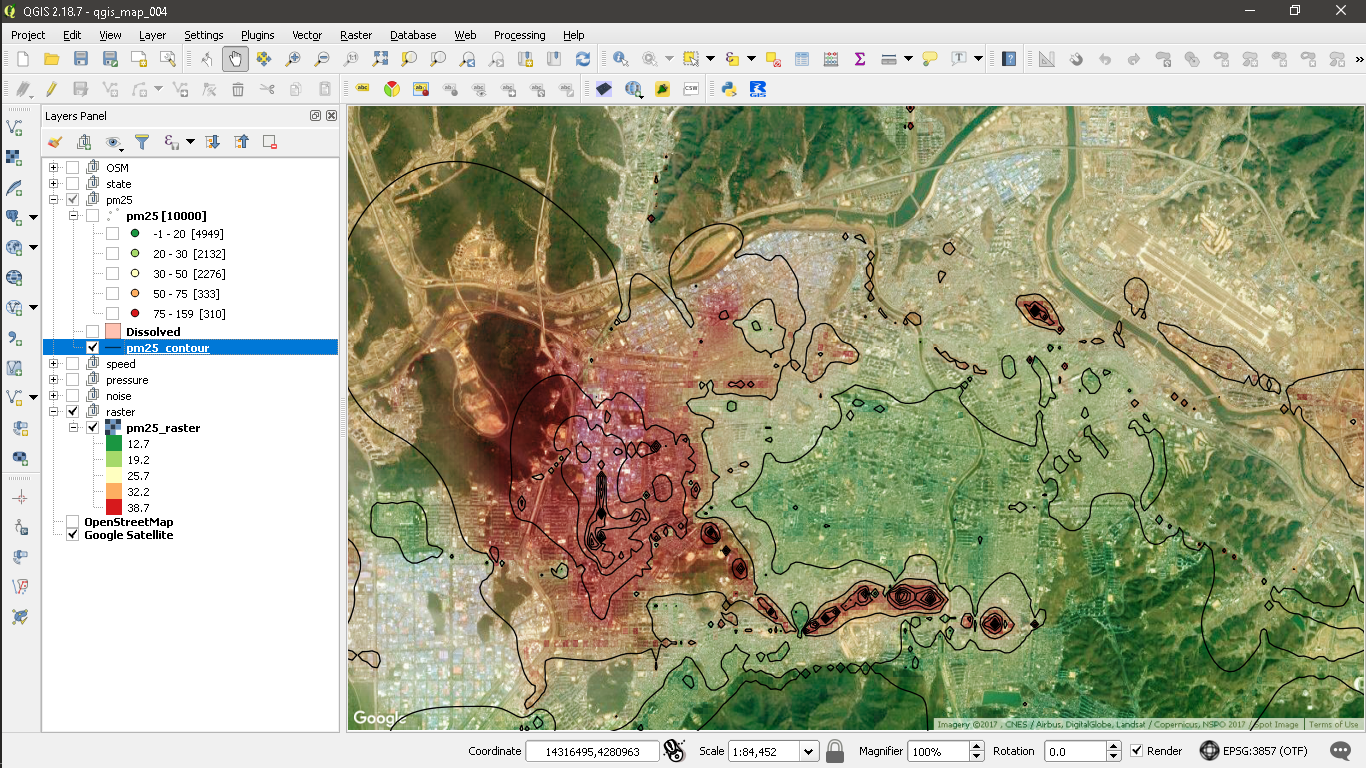 QGIS 2.18.7 - qgis_map_004
Project Edit View Layer Settings Plugins Vector Raster Database Web Processing Help
abc abc CSW GIS
Layers Panel
OSM
state
pm25
pm25 [10000]
-1 - 20 [4949]
20 - 30 [2132]
30 - 50 [2276]
50 - 75 [333]
75 - 159 [310]
Dissolved
pm25_contour
speed
pressure
noise
raster
pm25_raster
12.7
19.2
25.7
32.2
38.7
OpenStreetMap
Google Satellite
Google
Imagery ©2017 , CNES / Airbus, DigitalGlobe, Landsat / Copernicus, NSPO 2017 / Spot Image Terms of Use
Coordinate 14316495,4280963 Scale 1:84,452 Magnifier 100% Rotation 0.0 Render EPSG:3857 (OTF)